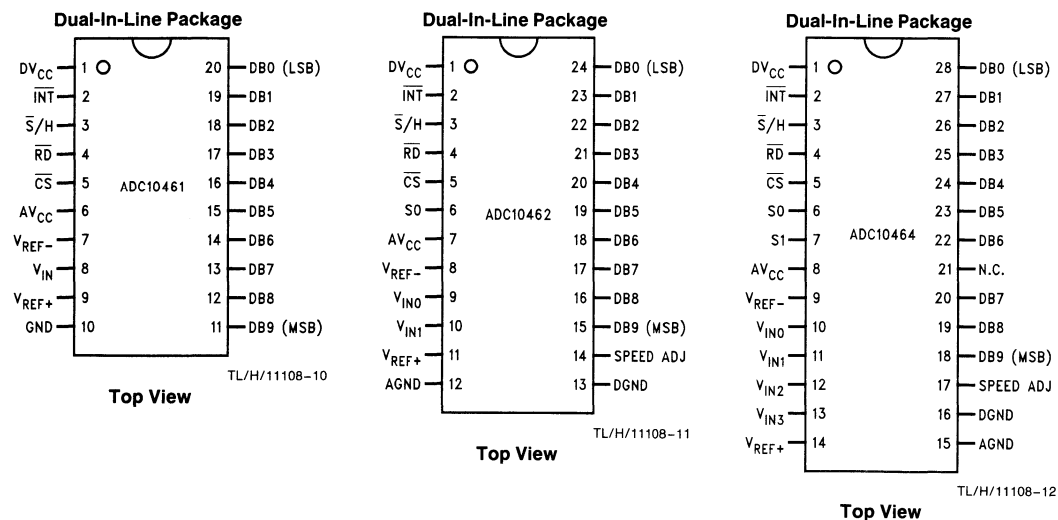 Dual-In-Line Package
DVCC 1 20 DB0 (LSB)
INT 2 19 DB1
S/H 3 18 DB2
RD 4 17 DB3
CS 5 16 DB4
ADC10461
AVCC 6 15 DB5
VREF- 7 14 DB6
VIN 8 13 DB7
VREF+ 9 12 DB8
GND 10 11 DB9 (MSB)
TL/H/11108-10
Top View
Dual-In-Line Package
DVCC 1 24 DB0 (LSB)
INT 2 23 DB1
S/H 3 22 DB2
RD 4 21 DB3
CS 5 20 DB4
S0 6 19 DB5
ADC10462
AVCC 7 18 DB6
VREF- 8 17 DB7
VIN0 9 16 DB8
VIN1 10 15 DB9 (MSB)
VREF+ 11 14 SPEED ADJ
AGND 12 13 DGND
TL/H/11108-11
Top View
Dual-In-Line Package
DVCC 1 28 DB0 (LSB)
INT 2 27 DB1
S/H 3 26 DB2
RD 4 25 DB3
CS 5 24 DB4
S0 6 23 DB5
ADC10464
S1 7 22 DB6
AVCC 8 21 N.C.
VREF- 9 20 DB7
VIN0 10 19 DB8
VIN1 11 18 DB9 (MSB)
VIN2 12 17 SPEED ADJ
VIN3 13 16 DGND
VREF+ 14 15 AGND
TL/H/11108-12
Top View